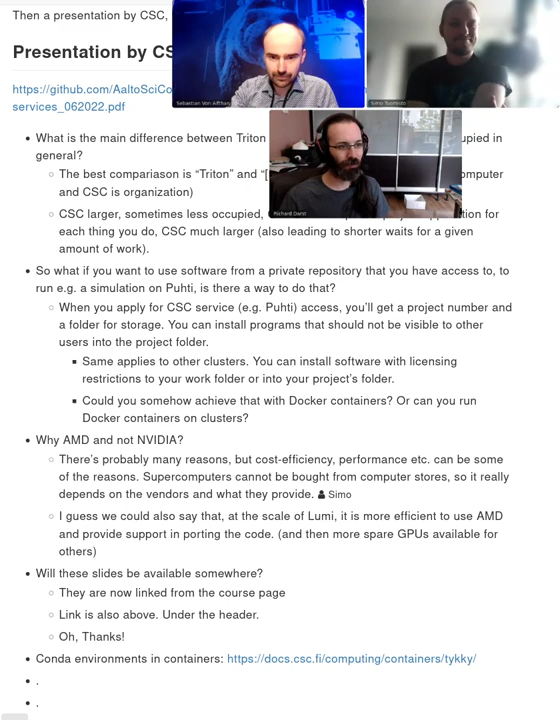 Then a presentation by CSC,
Presentation by CS
Sebastian Von Alfthan
Simo Tuomisto
https://github.com/AaltoSciCo
services_062022.pdf
Richard Darst
• What is the main difference between Triton upied in
general?
◦ The best compariason is “Triton” and “[ omputer
and CSC is organization)
◦ CSC larger, sometimes less occupied, tion for
each thing you do, CSC much larger (also leading to shorter waits for a given
amount of work).
• So what if you want to use software from a private repository that you have access to, to
run e.g. a simulation on Puhti, is there a way to do that?
◦ When you apply for CSC service (e.g. Puhti) access, you’ll get a project number and
a folder for storage. You can install programs that should not be visible to other
users into the project folder.
▪ Same applies to other clusters. You can install software with licensing
restrictions to your work folder or into your project’s folder.
▪ Could you somehow achieve that with Docker containers? Or can you run
Docker containers on clusters?
• Why AMD and not NVIDIA?
◦ There’s probably many reasons, but cost-efficiency, performance etc. can be some
of the reasons. Supercomputers cannot be bought from computer stores, so it really
depends on the vendors and what they provide. Simo
◦ I guess we could also say that, at the scale of Lumi, it is more efficient to use AMD
and provide support in porting the code. (and then more spare GPUs available for
others)
• Will these slides be available somewhere?
◦ They are now linked from the course page
◦ Link is also above. Under the header.
◦ Oh, Thanks!
• Conda environments in containers: https://docs.csc.fi/computing/containers/tykky/
• .
• .